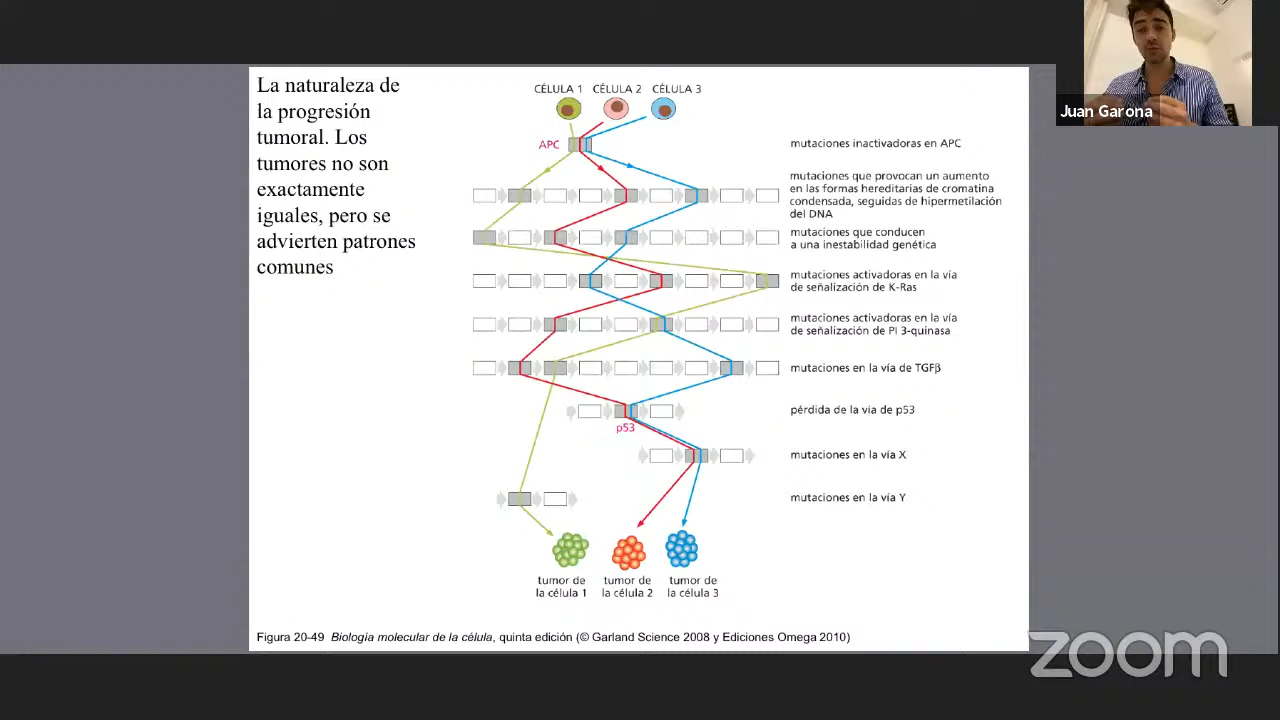 La naturaleza de
la progresión
tumoral. Los
tumores no son
exactamente
iguales, pero se
advierten patrones
comunes
CÉLULA 1 CÉLULA 2 CÉLULA 3
APC
mutaciones inactivadoras en APC
mutaciones que provocan un aumento
en las formas hereditarias de cromatina
condensada, seguidas de hipermetilación
del DNA
mutaciones que conducen
a una inestabilidad genética
mutaciones activadoras en la vía
de señalización de K-Ras
mutaciones activadoras en la vía
de señalización de PI 3-quinasa
mutaciones en la vía de TGFβ
pérdida de la vía de p53
p53
mutaciones en la vía X
mutaciones en la vía Y
tumor de
la célula 1
tumor de
la célula 2
tumor de
la célula 3
Figura 20-49 Biología molecular de la célula, quinta edición (© Garland Science 2008 y Ediciones Omega 2010)
Juan Garona
zoom